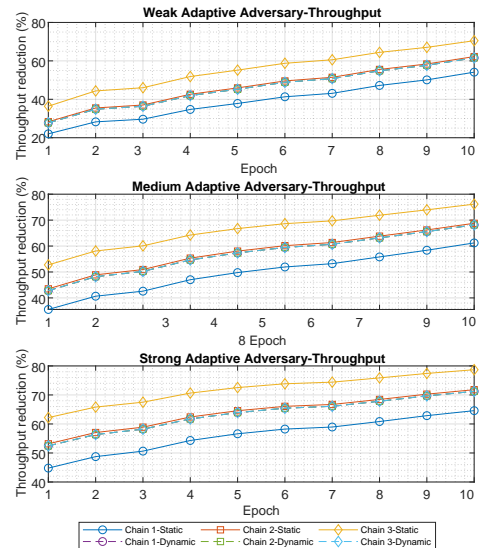 Weak Adaptive Adversary-Throughput
Throughput reduction (%)
80
60
40
20
1 2 3 4 5 6 7 8 9 10
Epoch
Medium Adaptive Adversary-Throughput
Throughput reduction (%)
80
70
60
50
40
1 2 3 4 5 6 7 8 9 10
8 Epoch
Strong Adaptive Adversary-Throughput
Throughput reduction (%)
80
70
60
50
40
1 2 3 4 5 6 7 8 9 10
Epoch
Chain 1-Static Chain 2-Static Chain 3-Static
Chain 1-Dynamic Chain 2-Dynamic Chain 3-Dynamic